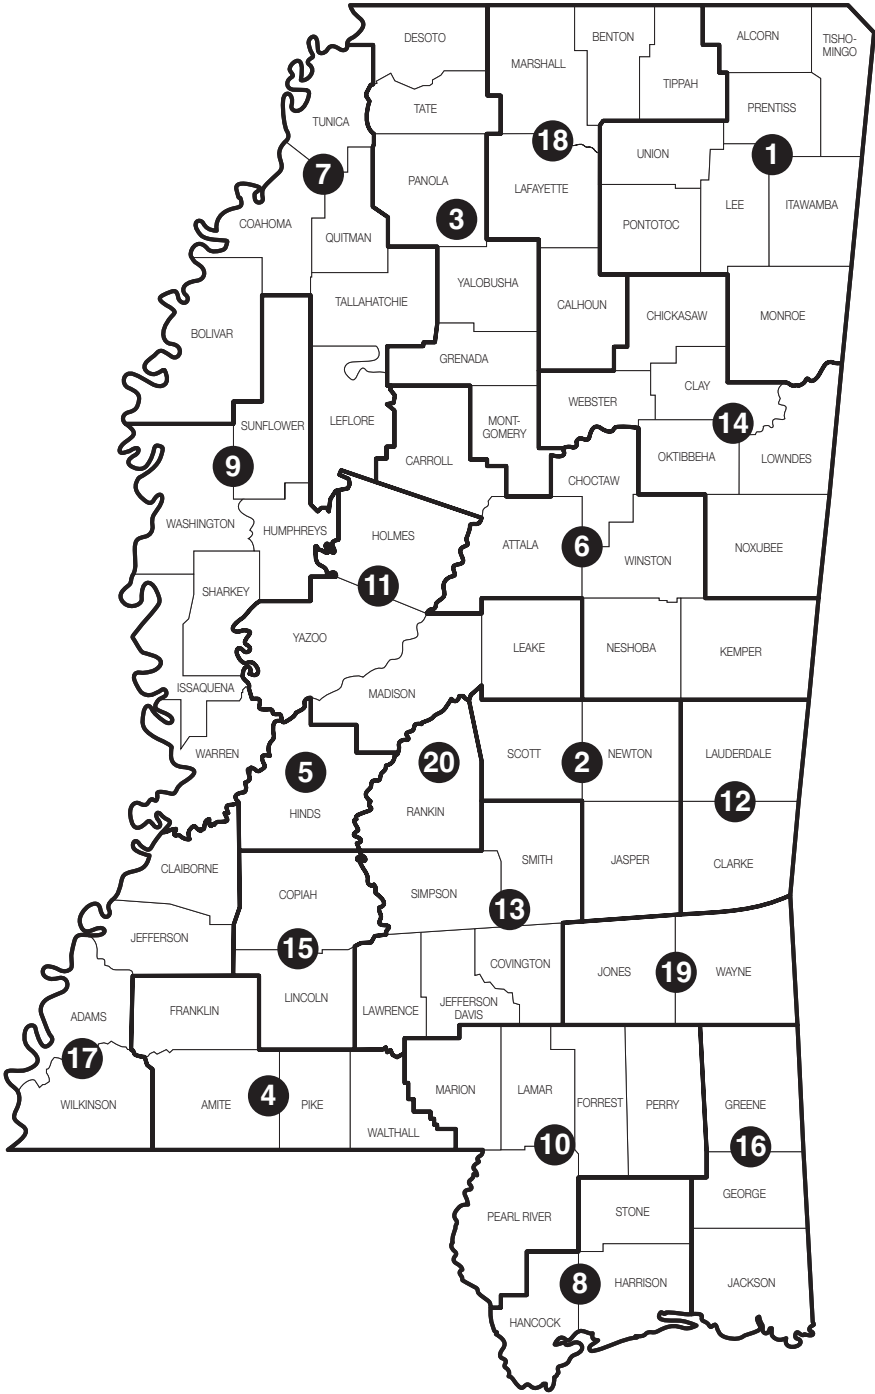 DESOTO
BENTON
ALCORN
TISHO-
MINGO
MARSHALL
TIPPAH
TATE
PRENTISS
TUNICA
18
UNION
1
7
PANOLA
LAFAYETTE
LEE
ITAWAMBA
3
COAHOMA
QUITMAN
PONTOTOC
YALOBUSHA
TALLAHATCHIE
CALHOUN
CHICKASAW
MONROE
BOLIVAR
GRENADA
CLAY
WEBSTER
SUNFLOWER
LEFLORE
MONT-
GOMERY
14
9
CARROLL
OKTIBBEHA
LOWNDES
CHOCTAW
WASHINGTON
HUMPHREYS
HOLMES
ATTALA
6
NOXUBEE
WINSTON
SHARKEY
11
YAZOO
LEAKE
NESHOBA
KEMPER
ISSAQUENA
MADISON
WARREN
5
20
SCOTT
2
NEWTON
LAUDERDALE
HINDS
RANKIN
12
CLAIBORNE
SMITH
JASPER
CLARKE
COPIAH
SIMPSON
13
JEFFERSON
15
COVINGTON
JONES
19
WAYNE
LINCOLN
LAWRENCE
JEFFERSON
DAVIS
ADAMS
FRANKLIN
17
WILKINSON
AMITE
4
PIKE
MARION
LAMAR
FORREST
PERRY
GREENE
WALTHALL
10
16
GEORGE
PEARL RIVER
STONE
8
HARRISON
JACKSON
HANCOCK